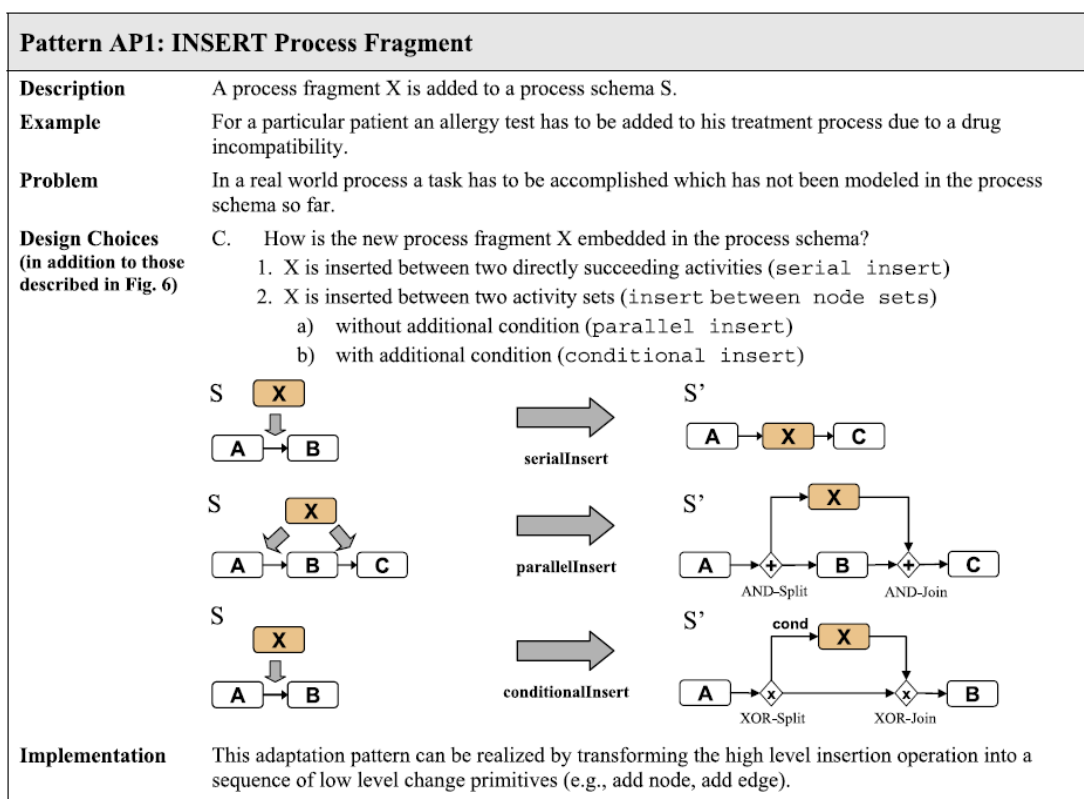 Pattern AP1: INSERT Process Fragment
Description A process fragment X is added to a process schema S.
Example For a particular patient an allergy test has to be added to his treatment process due to a drug
incompatibility.
Problem In a real world process a task has to be accomplished which has not been modeled in the process
schema so far.
Design Choices C. How is the new process fragment X embedded in the process schema?
(in addition to those 1. X is inserted between two directly succeeding activities (serial insert)
described in Fig. 6) 2. X is inserted between two activity sets (insert between node sets)
a) without additional condition (parallel insert)
b) with additional condition (conditional insert)
S X S'
A B A X C
serialInsert
S X S' X
A B C parallelInsert A + B + C
AND-Split AND-Join
S X S' cond X
A B conditionalInsert A x x B
XOR-Split XOR-Join
Implementation This adaptation pattern can be realized by transforming the high level insertion operation into a
sequence of low level change primitives (e.g., add node, add edge).